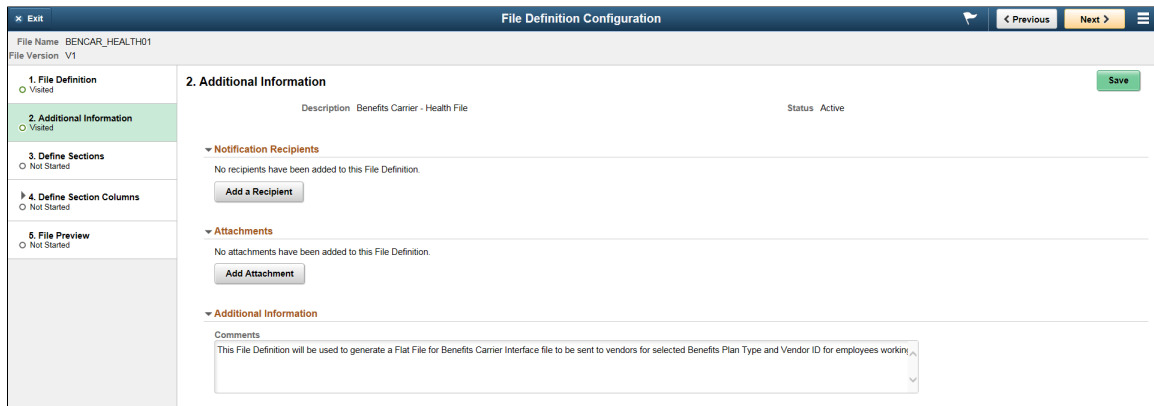 × Exit
File Definition Configuration
< Previous
Next >
File Name BENCAR_HEALTH01
File Version V1
1. File Definition
Visited
2. Additional Information
Visited
3. Define Sections
Not Started
4. Define Section Columns
Not Started
5. File Preview
Not Started
2. Additional Information
Save
Description Benefits Carrier - Health File
Status Active
Notification Recipients
No recipients have been added to this File Definition.
Add a Recipient
Attachments
No attachments have been added to this File Definition.
Add Attachment
Additional Information
Comments
This File Definition will be used to generate a Flat File for Benefits Carrier Interface file to be sent to vendors for selected Benefits Plan Type and Vendor ID for employees working